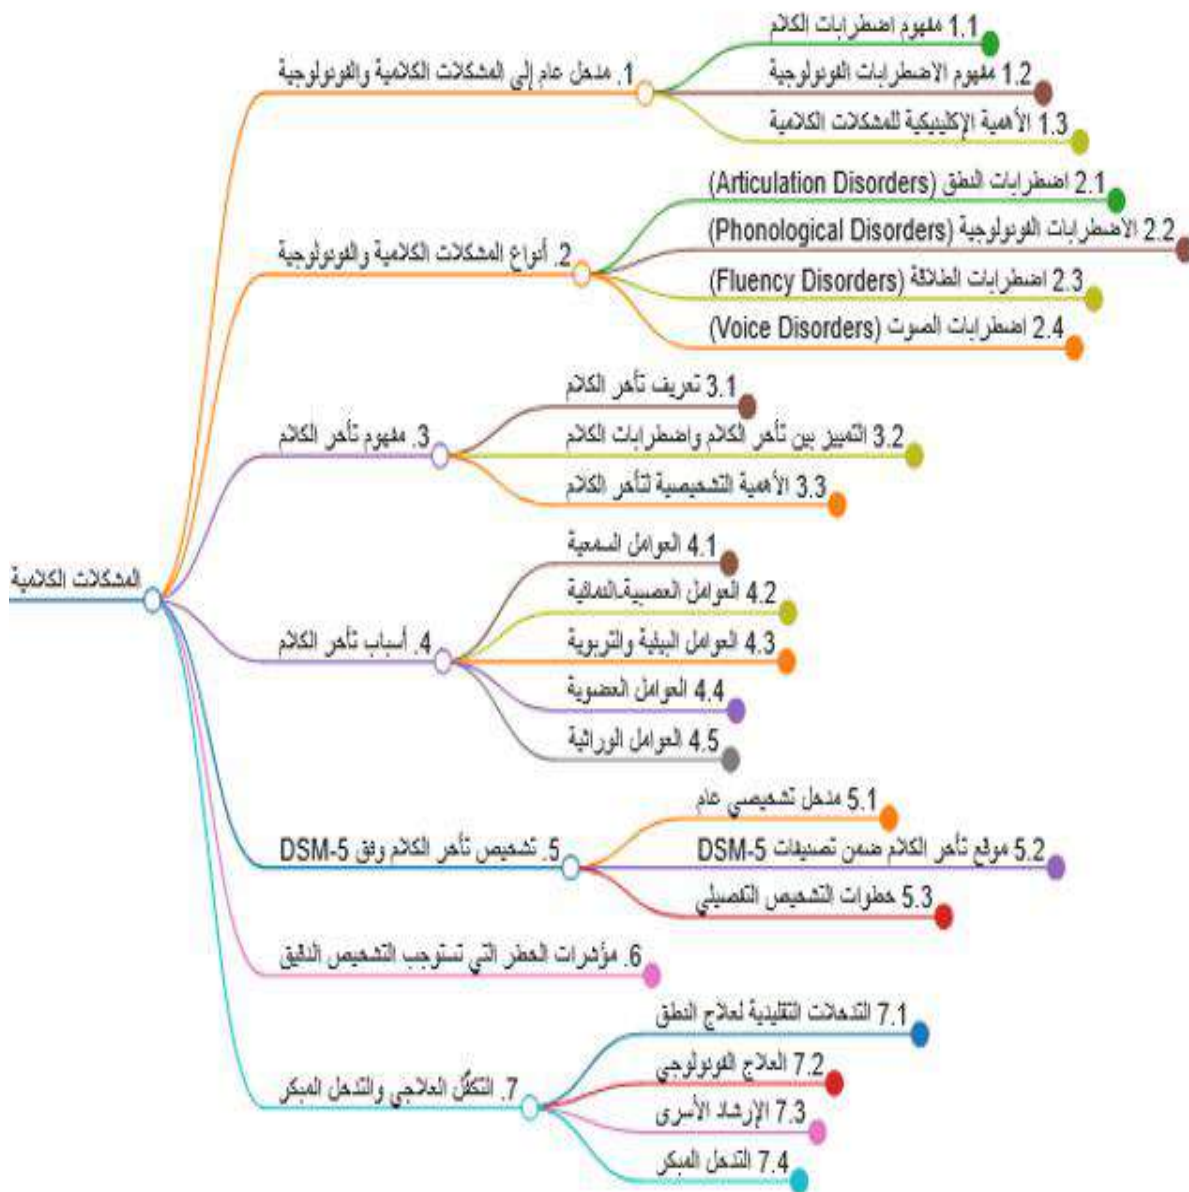 المشكلات الكلامية
1. مدخل عام إلى المشكلات الكلامية والفونولوجية
1.1 مفهوم اضطرابات الكلام
1.2 مفهوم الاضطرابات الفونولوجية
1.3 الأهمية الإكلينيكية للمشكلات الكلامية
2. أنواع المشكلات الكلامية والفونولوجية
2.1 اضطرابات النطق (Articulation Disorders)
2.2 الاضطرابات الفونولوجية (Phonological Disorders)
2.3 اضطرابات الطلاقة (Fluency Disorders)
2.4 اضطرابات الصوت (Voice Disorders)
3. مفهوم تأخر الكلام
3.1 تعريف تأخر الكلام
3.2 التمييز بين تأخر الكلام واضطرابات الكلام
3.3 الأهمية التشخيصية لتأخر الكلام
4. أسباب تأخر الكلام
4.1 العوامل السمعية
4.2 العوامل العصبية-النمائية
4.3 العوامل البيئية والتربوية
4.4 العوامل العضوية
4.5 العوامل الوراثية
5. تشخيص تأخر الكلام وفق DSM-5
5.1 مدخل تشخيصي عام
5.2 موقع تأخر الكلام ضمن تصنيفات DSM-5
5.3 خطوات التشخيص التفصيلي
6. مؤشرات الخطر التي تستوجب التشخيص الدقيق
7. التكفّل العلاجي والتدخل المبكر
7.1 التدخلات التقليدية لعلاج النطق
7.2 العلاج الفونولوجي
7.3 الإرشاد الأسرى
7.4 التدخل المبكر